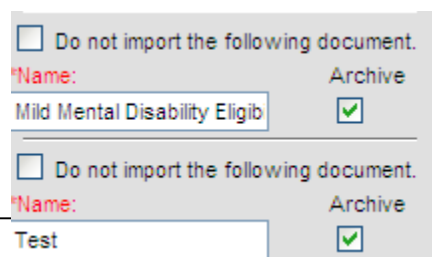 Do not import the following document.
*Name: Archive
Mild Mental Disability Eligib
Do not import the following document.
*Name: Archive
Test